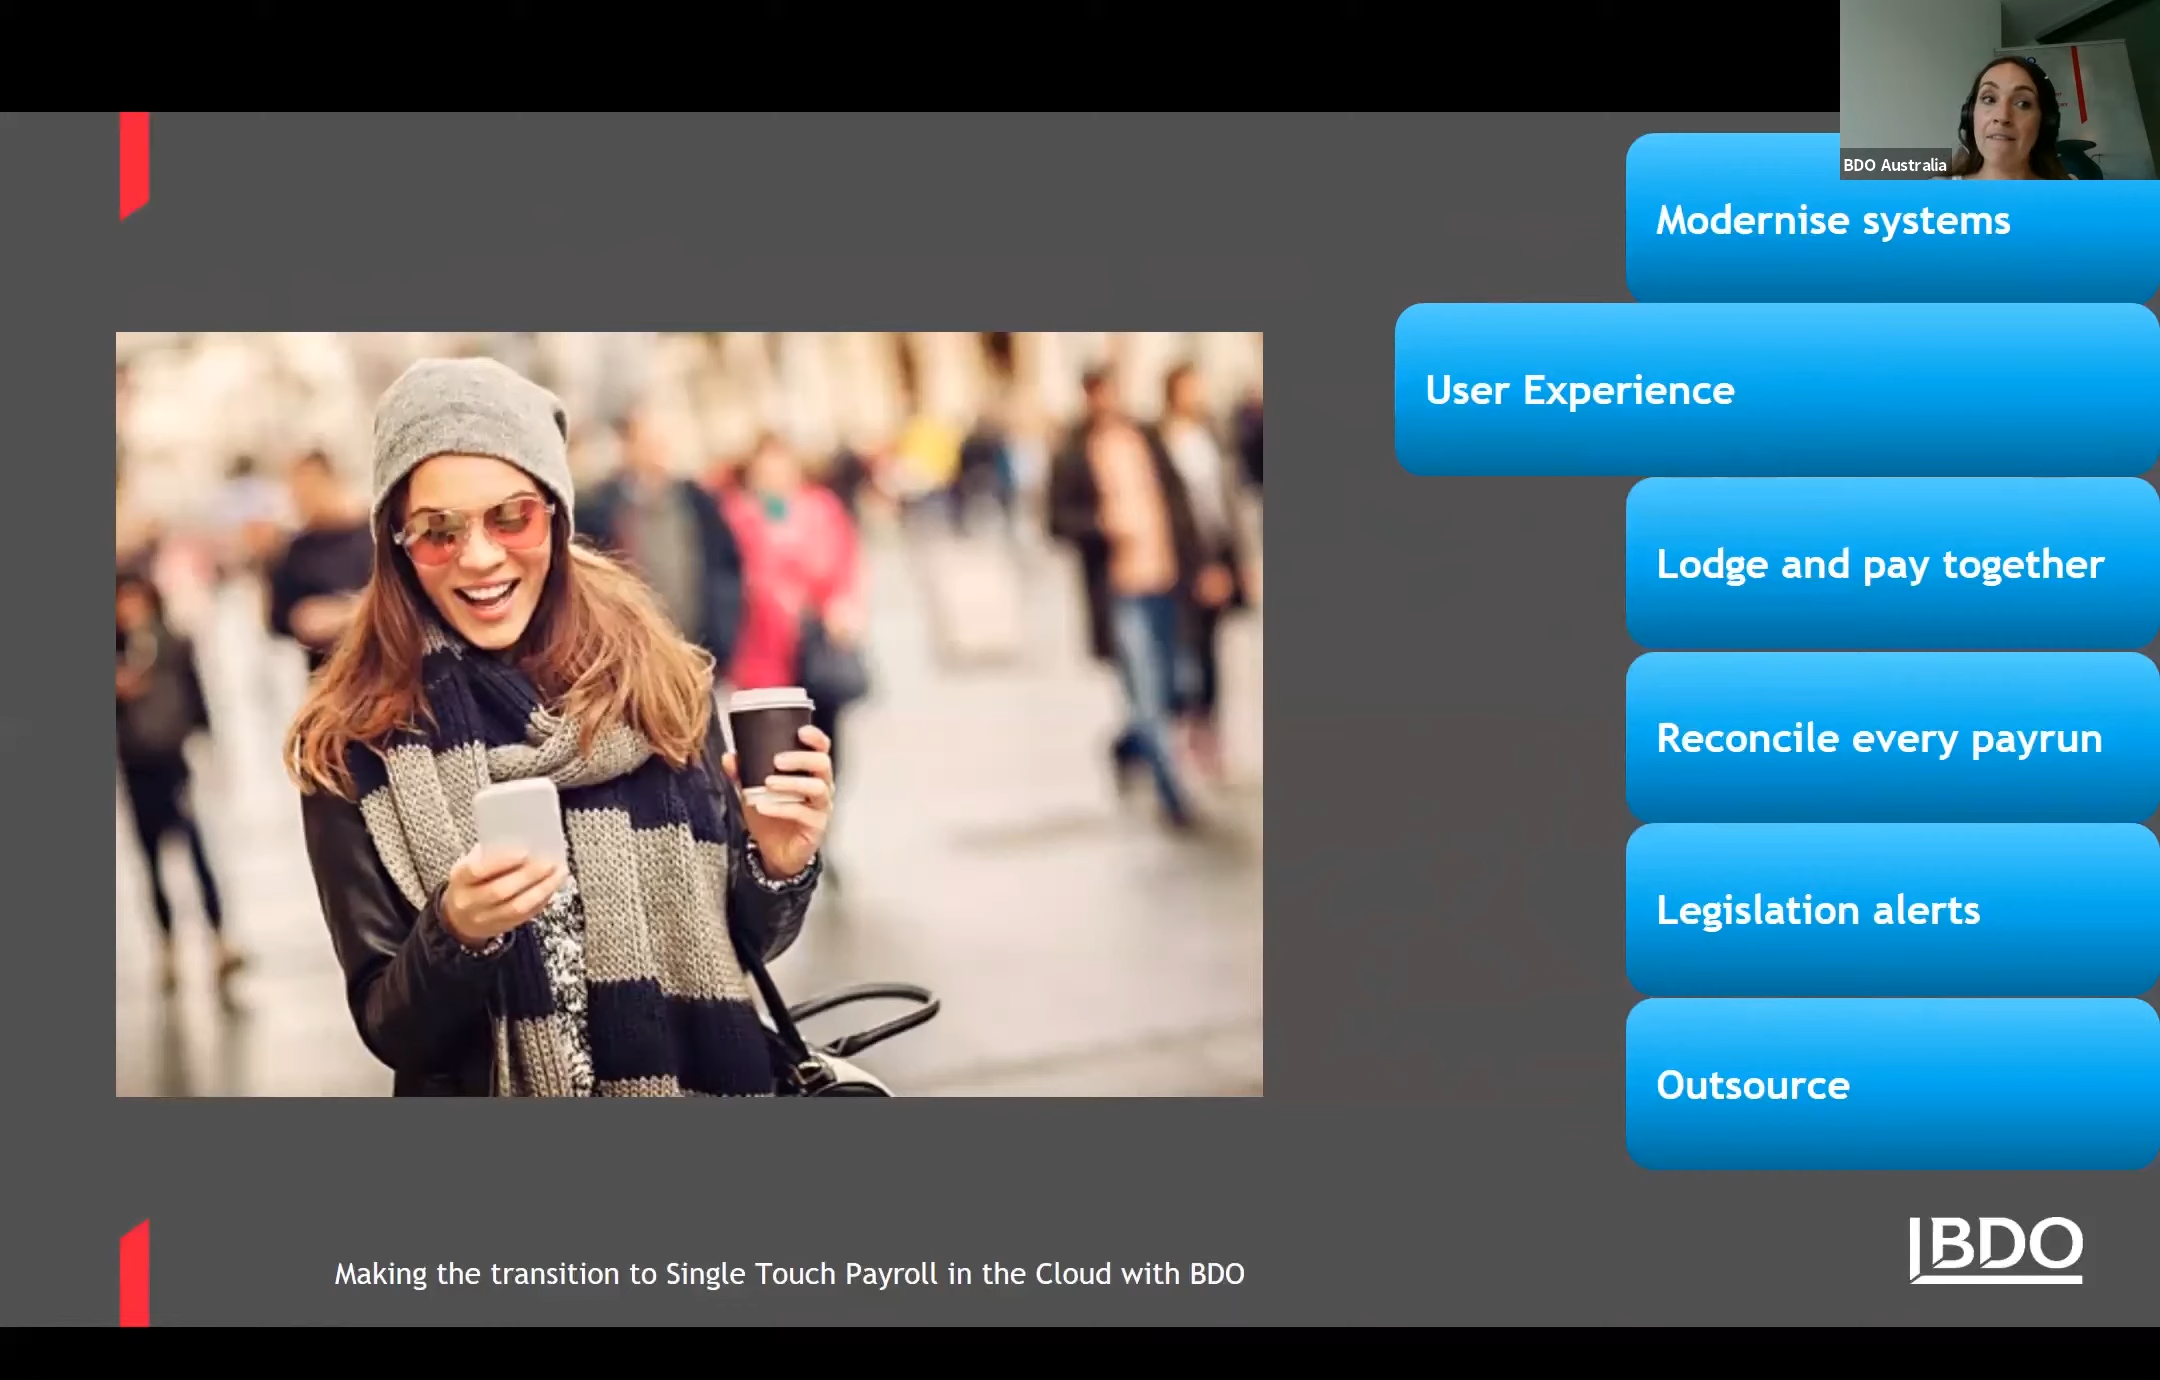 BDO Australia
Modernise systems
User Experience
Lodge and pay together
Reconcile every payrun
Legislation alerts
Outsource
Making the transition to Single Touch Payroll in the Cloud with BDO
BDO